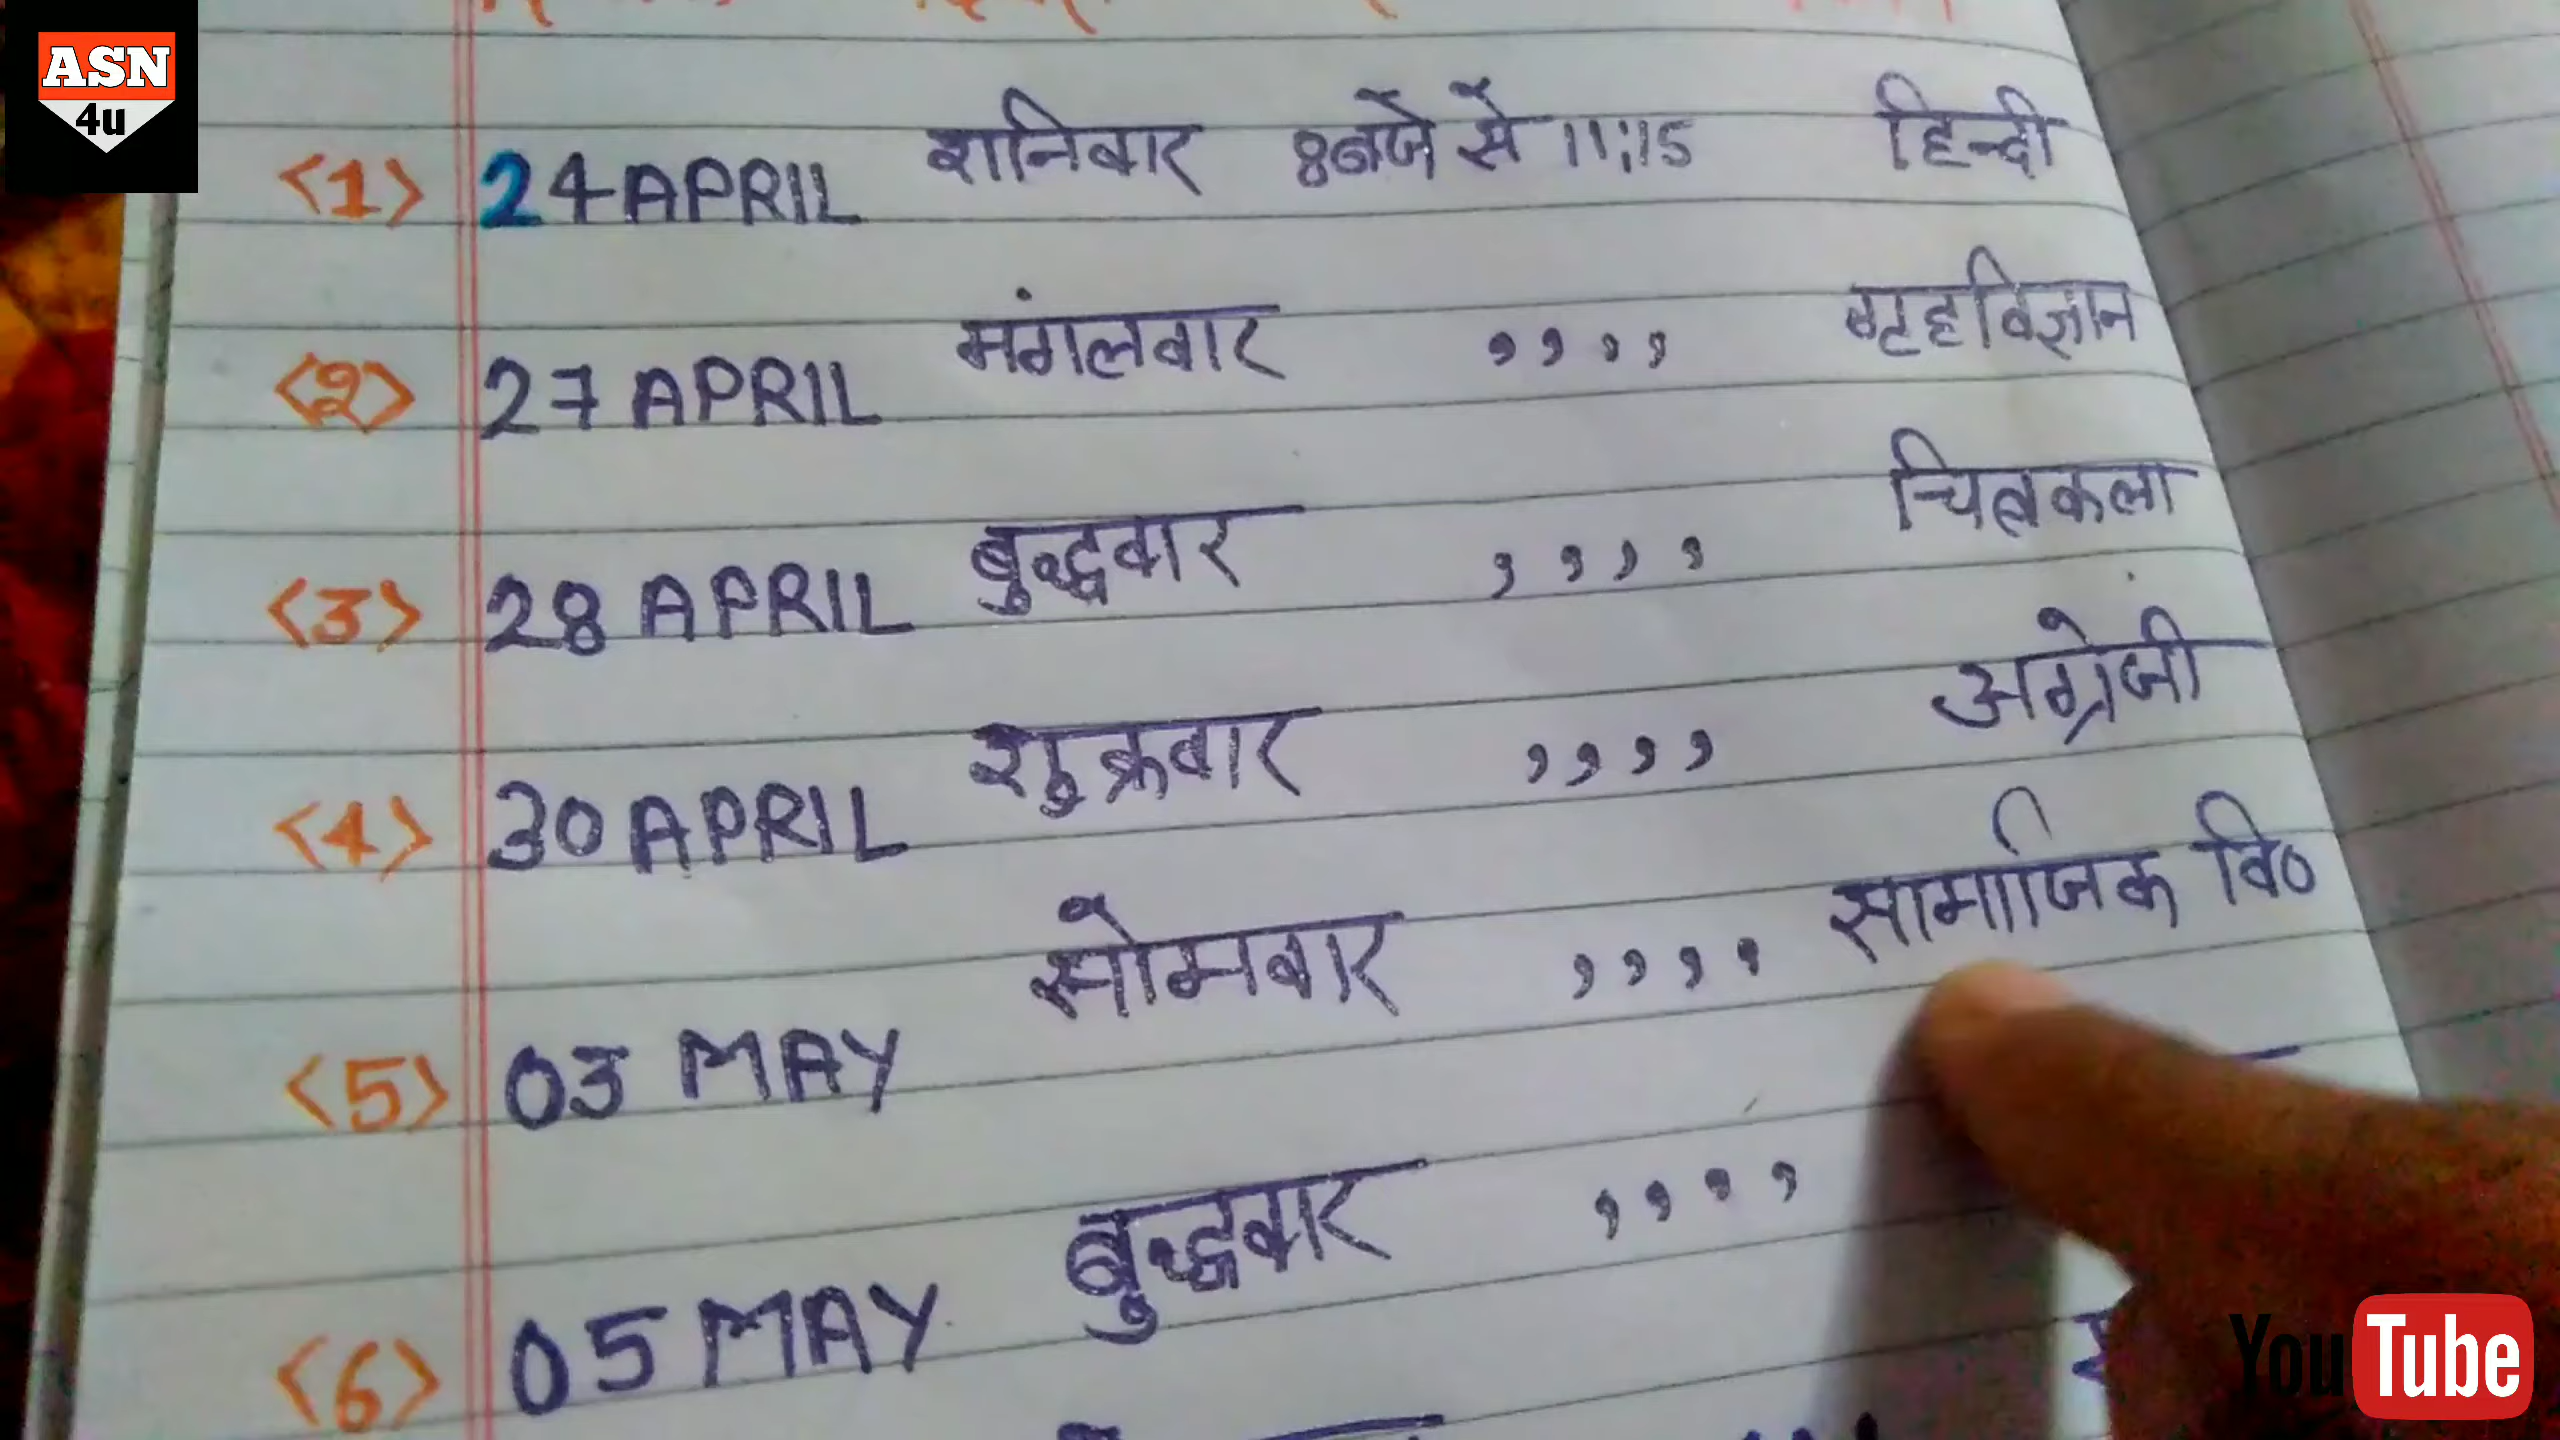 ASN
4u
<1> 24 APRIL शनिवार 8 बजे से 11:15 हिन्दी
<2> 27 APRIL मंगलवार ,,,, गृहविज्ञान
<3> 28 APRIL बुद्धवार ,,,, चित्रकला
<4> 30 APRIL शुक्रवार ,,,, अंग्रेजी
<5> 03 MAY सोमवार ,,,, सामाजिक वि०
<6> 05 MAY बुद्धवार ,,,,
YouTube